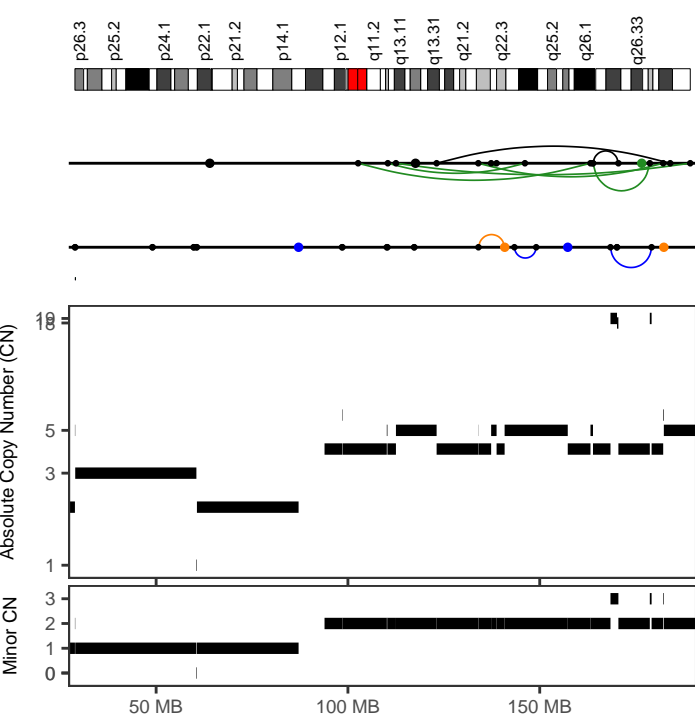 p26.3
p25.2
p24.1
p22.1
p21.2
p14.1
p12.1
q11.2
q13.11
q13.31
q21.2
q22.3
q25.2
q26.1
q26.33
Absolute Copy Number (CN)
19
18
5
3
1
Minor CN
3
2
1
0
50 MB
100 MB
150 MB